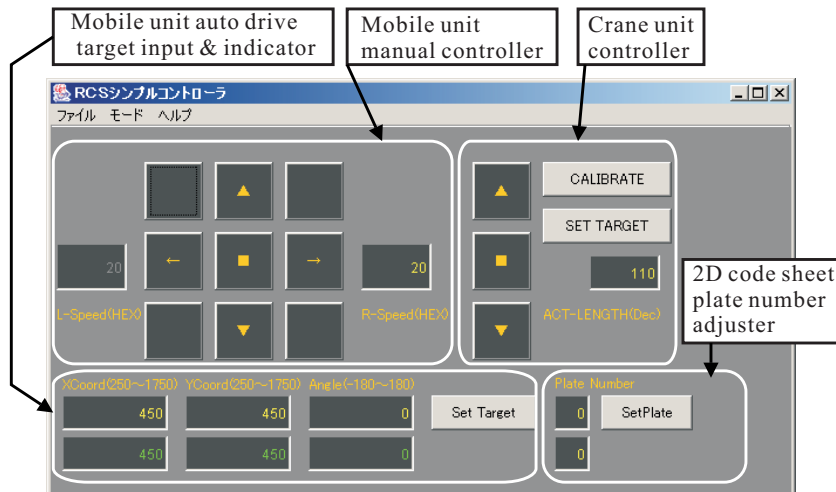 Mobile unit auto drive
target input & indicator
Mobile unit
manual controller
Crane unit
controller
RCSシンプルコントローラ
ファイル モード ヘルプ
▲
← ■ →
▼
20
L-Speed(HEX)
20
R-Speed(HEX)
▲
■
▼
CALIBRATE
SET TARGET
110
ACT-LENGTH(Dec)
2D code sheet
plate number
adjuster
XCoord(250～1750) YCoord(250～1750) Angle(-180～180)
450 450 0 Set Target
450 450 0
Plate Number
0 SetPlate
0